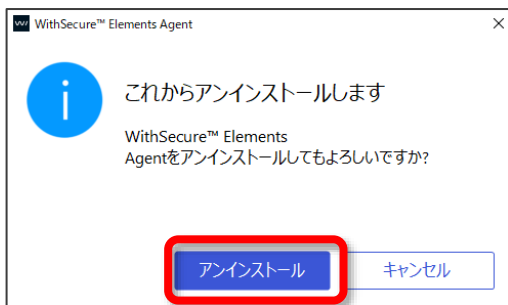 WithSecure™ Elements Agent
これからアンインストールします
WithSecure™ Elements
Agentをアンインストールしてもよろしいですか?
アンインストール
キャンセル